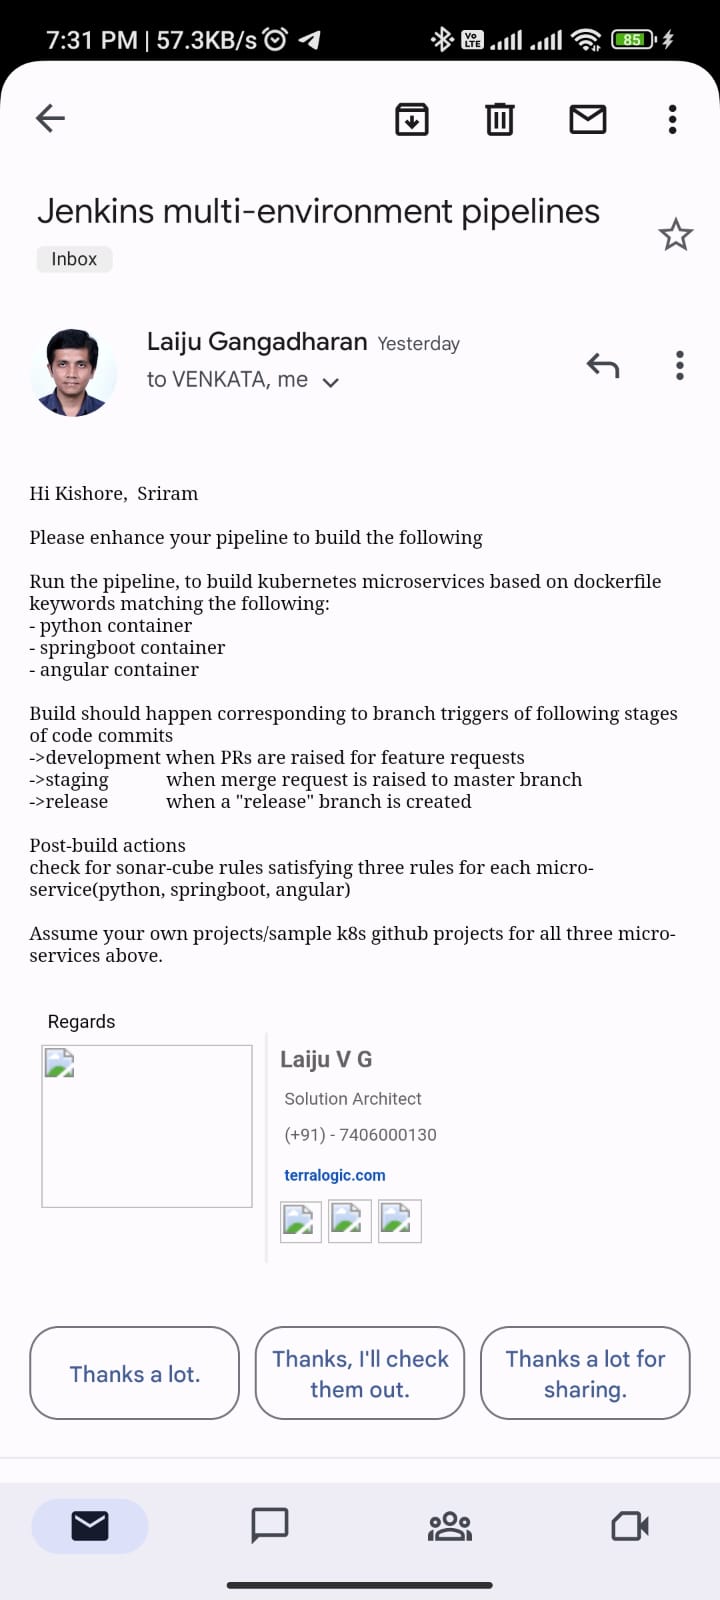 7:31 PM | 57.3KB/s
Vo LTE
85
Jenkins multi-environment pipelines
Inbox
Laiju Gangadharan Yesterday
to VENKATA, me
Hi Kishore,  Sriram
Please enhance your pipeline to build the following
Run the pipeline, to build kubernetes microservices based on dockerfile
keywords matching the following:
- python container
- springboot container
- angular container
Build should happen corresponding to branch triggers of following stages
of code commits
->development when PRs are raised for feature requests
->staging when merge request is raised to master branch
->release when a "release" branch is created
Post-build actions
check for sonar-cube rules satisfying three rules for each micro-
service(python, springboot, angular)
Assume your own projects/sample k8s github projects for all three micro-
services above.
Regards
Laiju V G
Solution Architect
(+91) - 7406000130
terralogic.com
Thanks a lot.
Thanks, I'll check
them out.
Thanks a lot for
sharing.